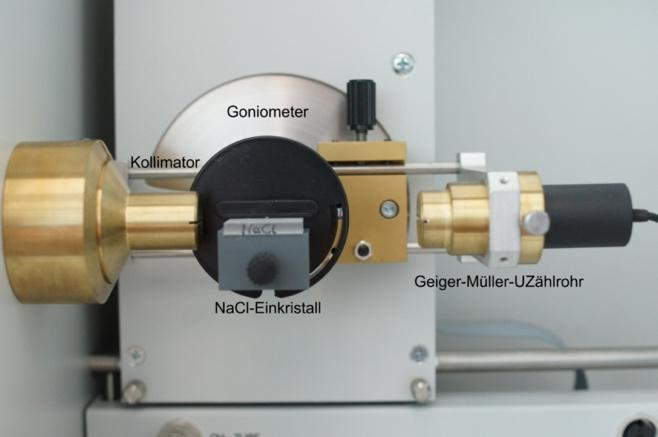 Goniometer
Kollimator
NaCl
NaCl-Einkristall
Geiger-Müller-UZählrohr